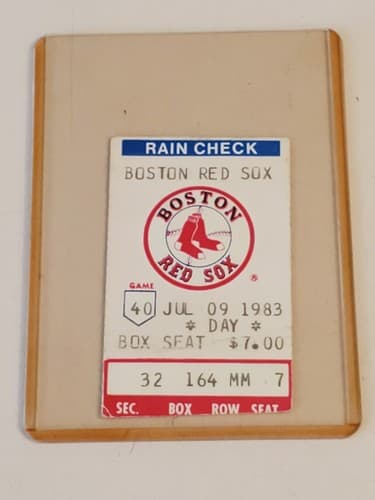 RAIN CHECK
BOSTON RED SOX
BOSTON
RED SOX
®
GAME
40 JUL 09 1983
* DAY *
BOX SEAT $7.00
32 164 MM 7
SEC. BOX ROW SEAT